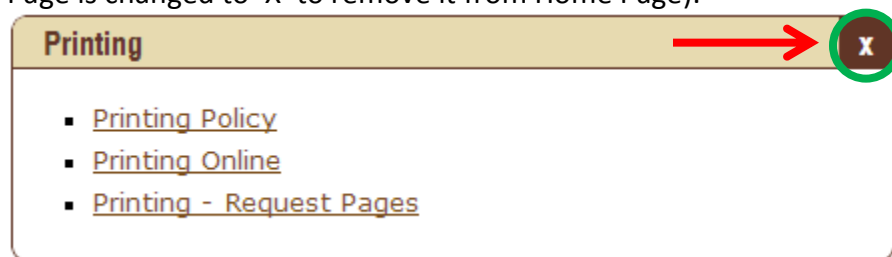 Page is changed to 'X' to remove it from Home Page).
Printing
x
Printing Policy
Printing Online
Printing - Request Pages